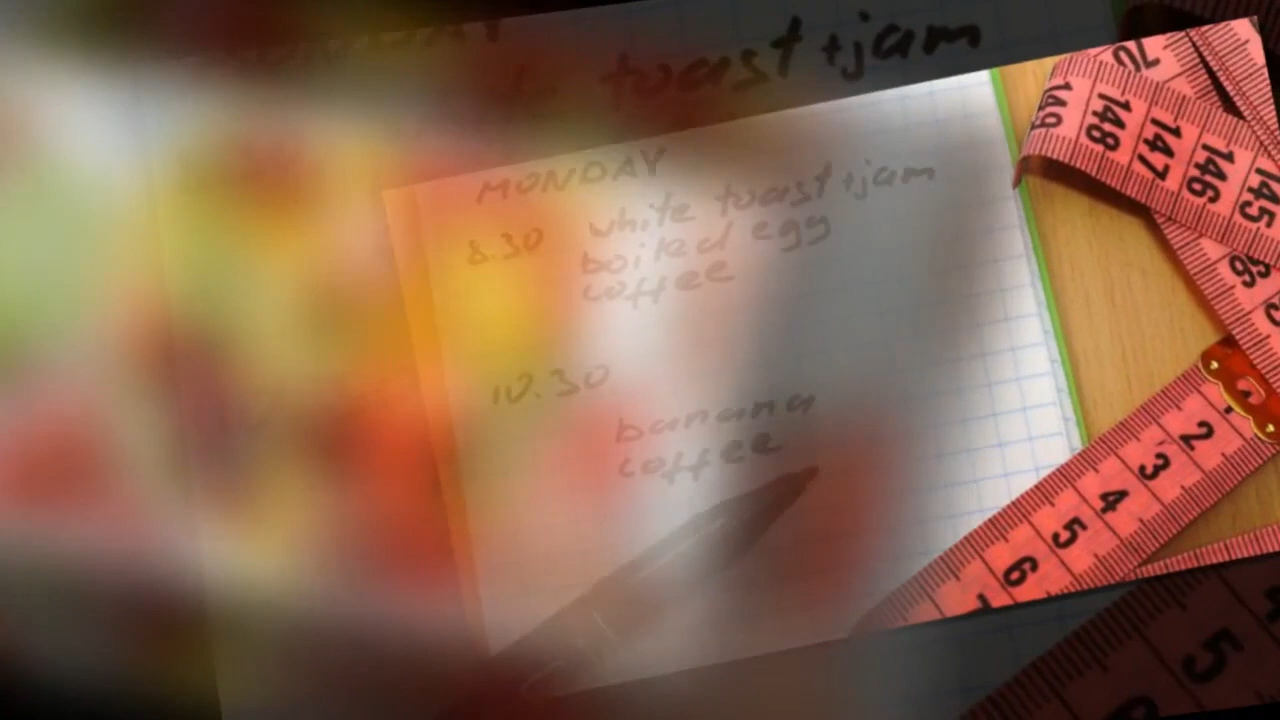 toast + jam
MONDAY
8.30 white toast + jam
boiled egg
coffee
10.30
banana
coffee
70
149 148 147 146 145
2 3 4 5 6
5